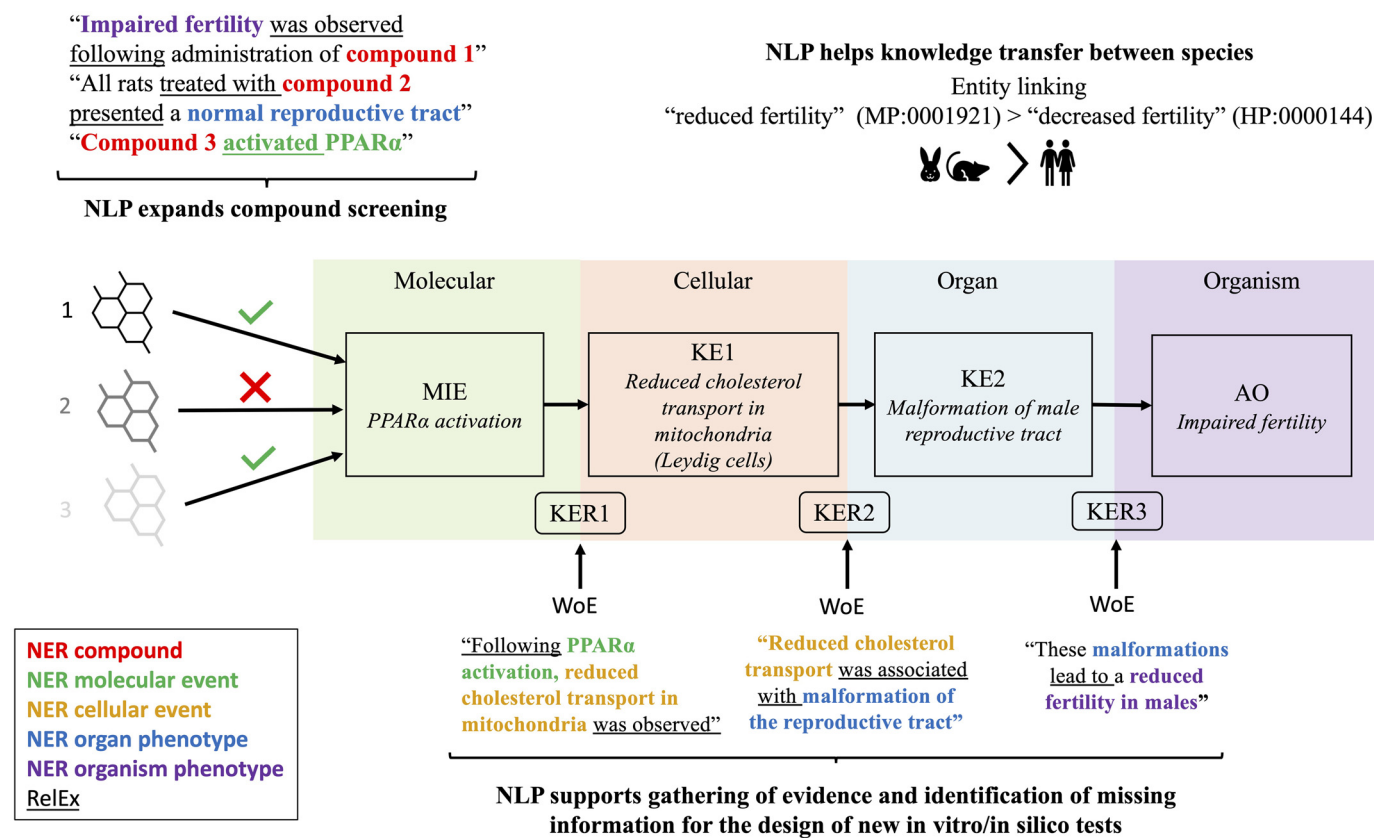 “Impaired fertility was observed
following administration of compound 1”
“All rats treated with compound 2
presented a normal reproductive tract”
“Compound 3 activated PPARα”
NLP expands compound screening
NLP helps knowledge transfer between species
Entity linking
“reduced fertility” (MP:0001921) > “decreased fertility” (HP:0000144)
1
2
3
Molecular
Cellular
Organ
Organism
MIE
PPARα activation
KE1
Reduced cholesterol
transport in
mitochondria
(Leydig cells)
KE2
Malformation of male
reproductive tract
AO
Impaired fertility
KER1
KER2
KER3
WoE
WoE
WoE
“Following PPARα
activation, reduced
cholesterol transport in
mitochondria was observed”
“Reduced cholesterol
transport was associated
with malformation of
the reproductive tract”
“These malformations
lead to a reduced
fertility in males”
NER compound
NER molecular event
NER cellular event
NER organ phenotype
NER organism phenotype
RelEx
NLP supports gathering of evidence and identification of missing
information for the design of new in vitro/in silico tests